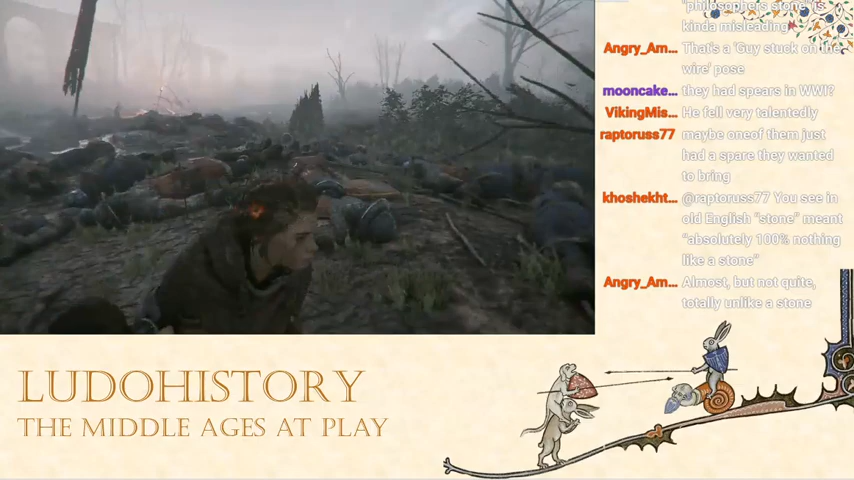 "philosophers stone" is
kinda misleading
Angry_Am... That's a 'Guy stuck on the
wire' pose
mooncake... they had spears in WWI?
VikingMis... He fell very talentedly
raptoruss77 maybe oneof them just
had a spare they wanted
to bring
khoshekht... @raptoruss77 You see in
old English "stone" meant
"absolutely 100% nothing
like a stone"
Angry_Am... Almost, but not quite,
totally unlike a stone
LUDOHISTORY
THE MIDDLE AGES AT PLAY